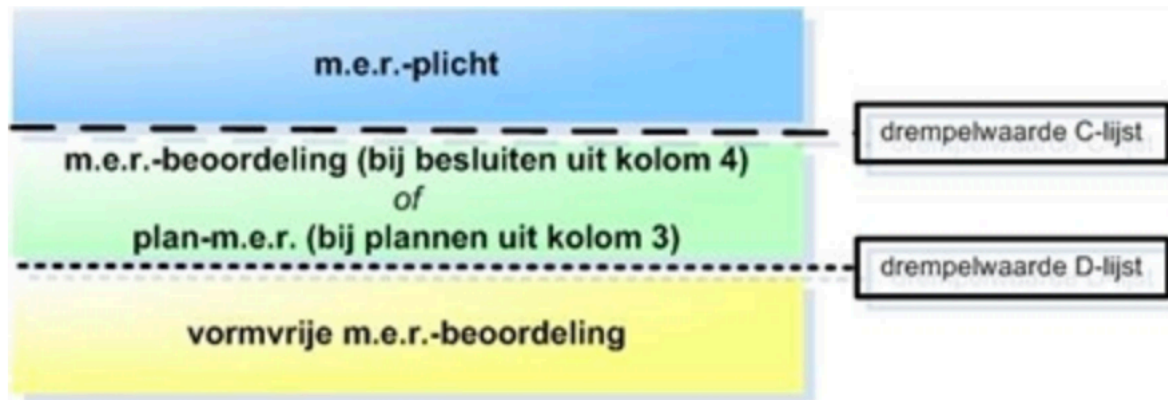 m.e.r.-plicht
drempelwaarde C-lijst
m.e.r.-beoordeling (bij besluiten uit kolom 4)
of
plan-m.e.r. (bij plannen uit kolom 3)
drempelwaarde D-lijst
vormvrije m.e.r.-beoordeling